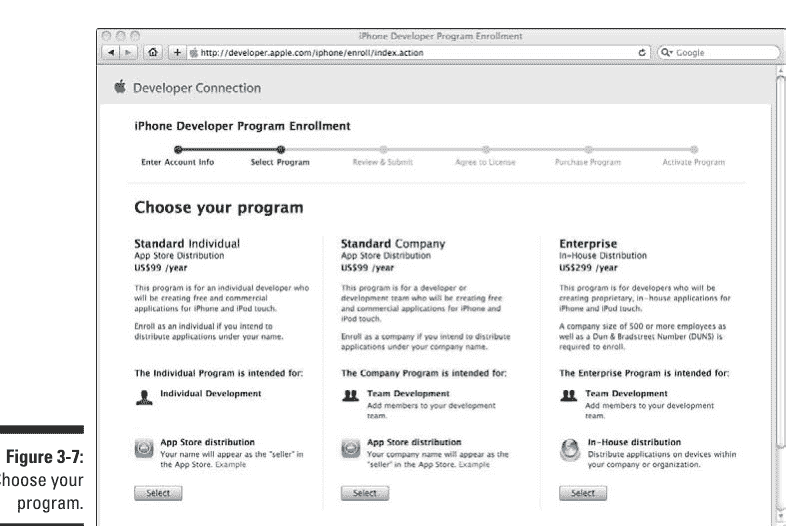 iPhone Developer Program Enrollment
http://developer.apple.com/iphone/enroll/index.action
Google
Developer Connection
iPhone Developer Program Enrollment
Enter Account Info
Select Program
Review & Submit
Agree to License
Purchase Program
Activate Program
Choose your program
Standard Individual
App Store Distribution
US$99 /year
This program is for an individual developer who
will be creating free and commercial
applications for iPhone and iPod touch.
Enroll as an individual if you intend to
distribute applications under your name.
The Individual Program is intended for:
Individual Development
App Store distribution
Your name will appear as the "seller" in
the App Store. Example
Select
Standard Company
App Store Distribution
US$99 /year
This program is for a developer or
development team who will be creating free
and commercial applications for iPhone and
iPod touch.
Enroll as a company if you intend to distribute
applications under your company name.
The Company Program is intended for:
Team Development
Add members to your development
team.
App Store distribution
Your company name will appear as the
"seller" in the App Store. Example
Select
Enterprise
In-House Distribution
US$299 /year
This program is for developers who will be
creating proprietary, in-house applications for
iPhone and iPod touch.
A company size of 500 or more employees as
well as a Dun & Bradstreet Number (DUNS) is
required to enroll.
The Enterprise Program is intended for:
Team Development
Add members to your development
team.
In-House distribution
Distribute applications on devices within
your company or organization.
Select
Figure 3-7:
Choose your
program.